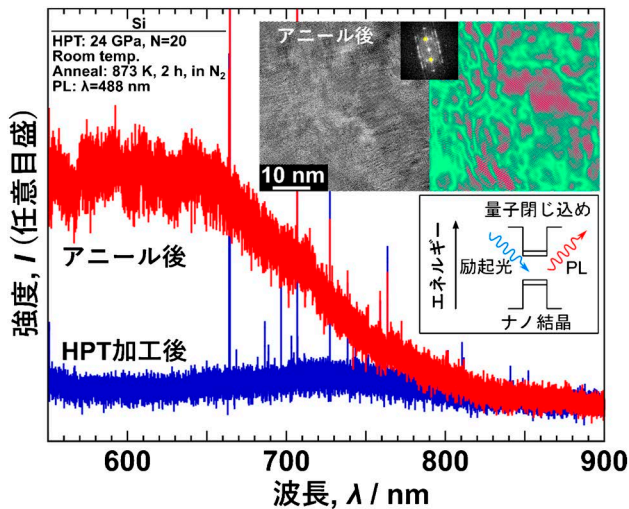 Si
HPT: 24 GPa, N=20
Room temp.
Anneal: 873 K, 2 h, in N₂
PL: λ=488 nm
アニール後
10 nm
量子閉じ込め
エネルギー
励起光
PL
ナノ結晶
アニール後
HPT加工後
強度, I (任意目盛)
600 700 800 900
波長, λ / nm